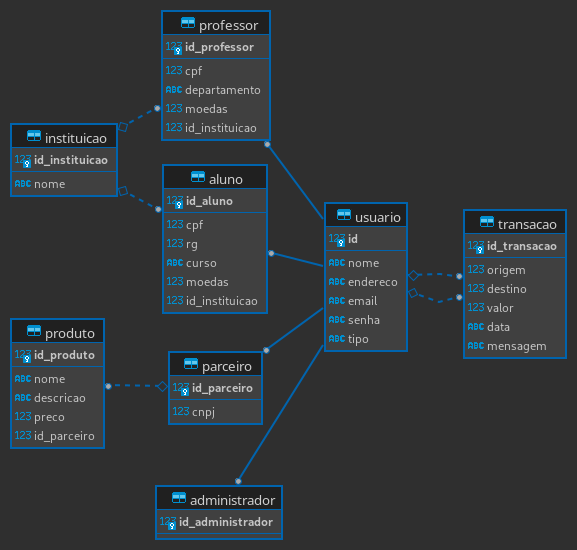 professor
123 id_professor
123 cpf
ABC departamento
123 moedas
123 id_instituicao
instituicao
123 id_instituicao
ABC nome
aluno
123 id_aluno
123 cpf
123 rg
ABC curso
123 moedas
123 id_instituicao
usuario
123 id
ABC nome
ABC endereco
ABC email
ABC senha
ABC tipo
transacao
123 id_transacao
123 origem
123 destino
123 valor
ABC data
ABC mensagem
produto
123 id_produto
ABC nome
ABC descricao
123 preco
123 id_parceiro
parceiro
123 id_parceiro
123 cnpj
administrador
123 id_administrador